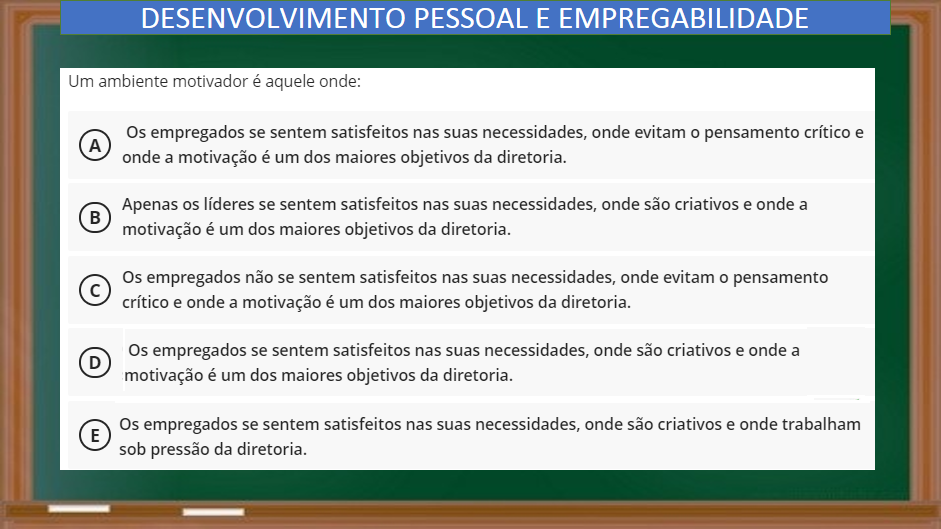 DESENVOLVIMENTO PESSOAL E EMPREGABILIDADE
Um ambiente motivador é aquele onde:
A Os empregados se sentem satisfeitos nas suas necessidades, onde evitam o pensamento crítico e
onde a motivação é um dos maiores objetivos da diretoria.
B Apenas os líderes se sentem satisfeitos nas suas necessidades, onde são criativos e onde a
motivação é um dos maiores objetivos da diretoria.
C Os empregados não se sentem satisfeitos nas suas necessidades, onde evitam o pensamento
crítico e onde a motivação é um dos maiores objetivos da diretoria.
D Os empregados se sentem satisfeitos nas suas necessidades, onde são criativos e onde a
motivação é um dos maiores objetivos da diretoria.
E Os empregados se sentem satisfeitos nas suas necessidades, onde são criativos e onde trabalham
sob pressão da diretoria.